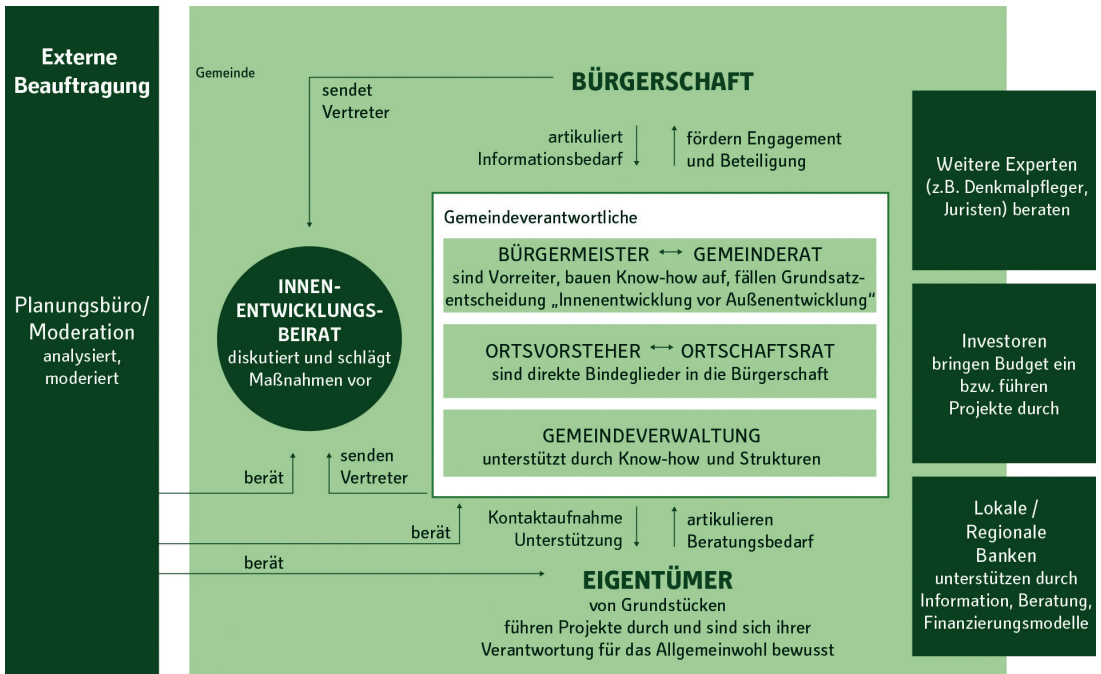 Externe
Beauftragung
Planungsbüro/
Moderation
analysiert,
moderiert
Gemeinde
BÜRGERSCHAFT
sendet
Vertreter
artikuliert
Informationsbedarf
fördern Engagement
und Beteiligung
INNEN-
ENTWICKLUNGS-
BEIRAT
diskutiert und schlägt
Maßnahmen vor
Gemeindeverantwortliche
BÜRGERMEISTER ↔ GEMEINDERAT
sind Vorreiter, bauen Know-how auf, fällen Grundsatz-
entscheidung „Innenentwicklung vor Außenentwicklung“
ORTSVORSTEHER ↔ ORTSCHAFTSRAT
sind direkte Bindeglieder in die Bürgerschaft
GEMEINDEVERWALTUNG
unterstützt durch Know-how und Strukturen
berät
senden
Vertreter
berät
berät
Kontaktaufnahme
Unterstützung
artikulieren
Beratungsbedarf
EIGENTÜMER
von Grundstücken
führen Projekte durch und sind sich ihrer
Verantwortung für das Allgemeinwohl bewusst
Weitere Experten
(z.B. Denkmalpfleger,
Juristen) beraten
Investoren
bringen Budget ein
bzw. führen
Projekte durch
Lokale /
Regionale
Banken
unterstützen durch
Information, Beratung,
Finanzierungsmodelle